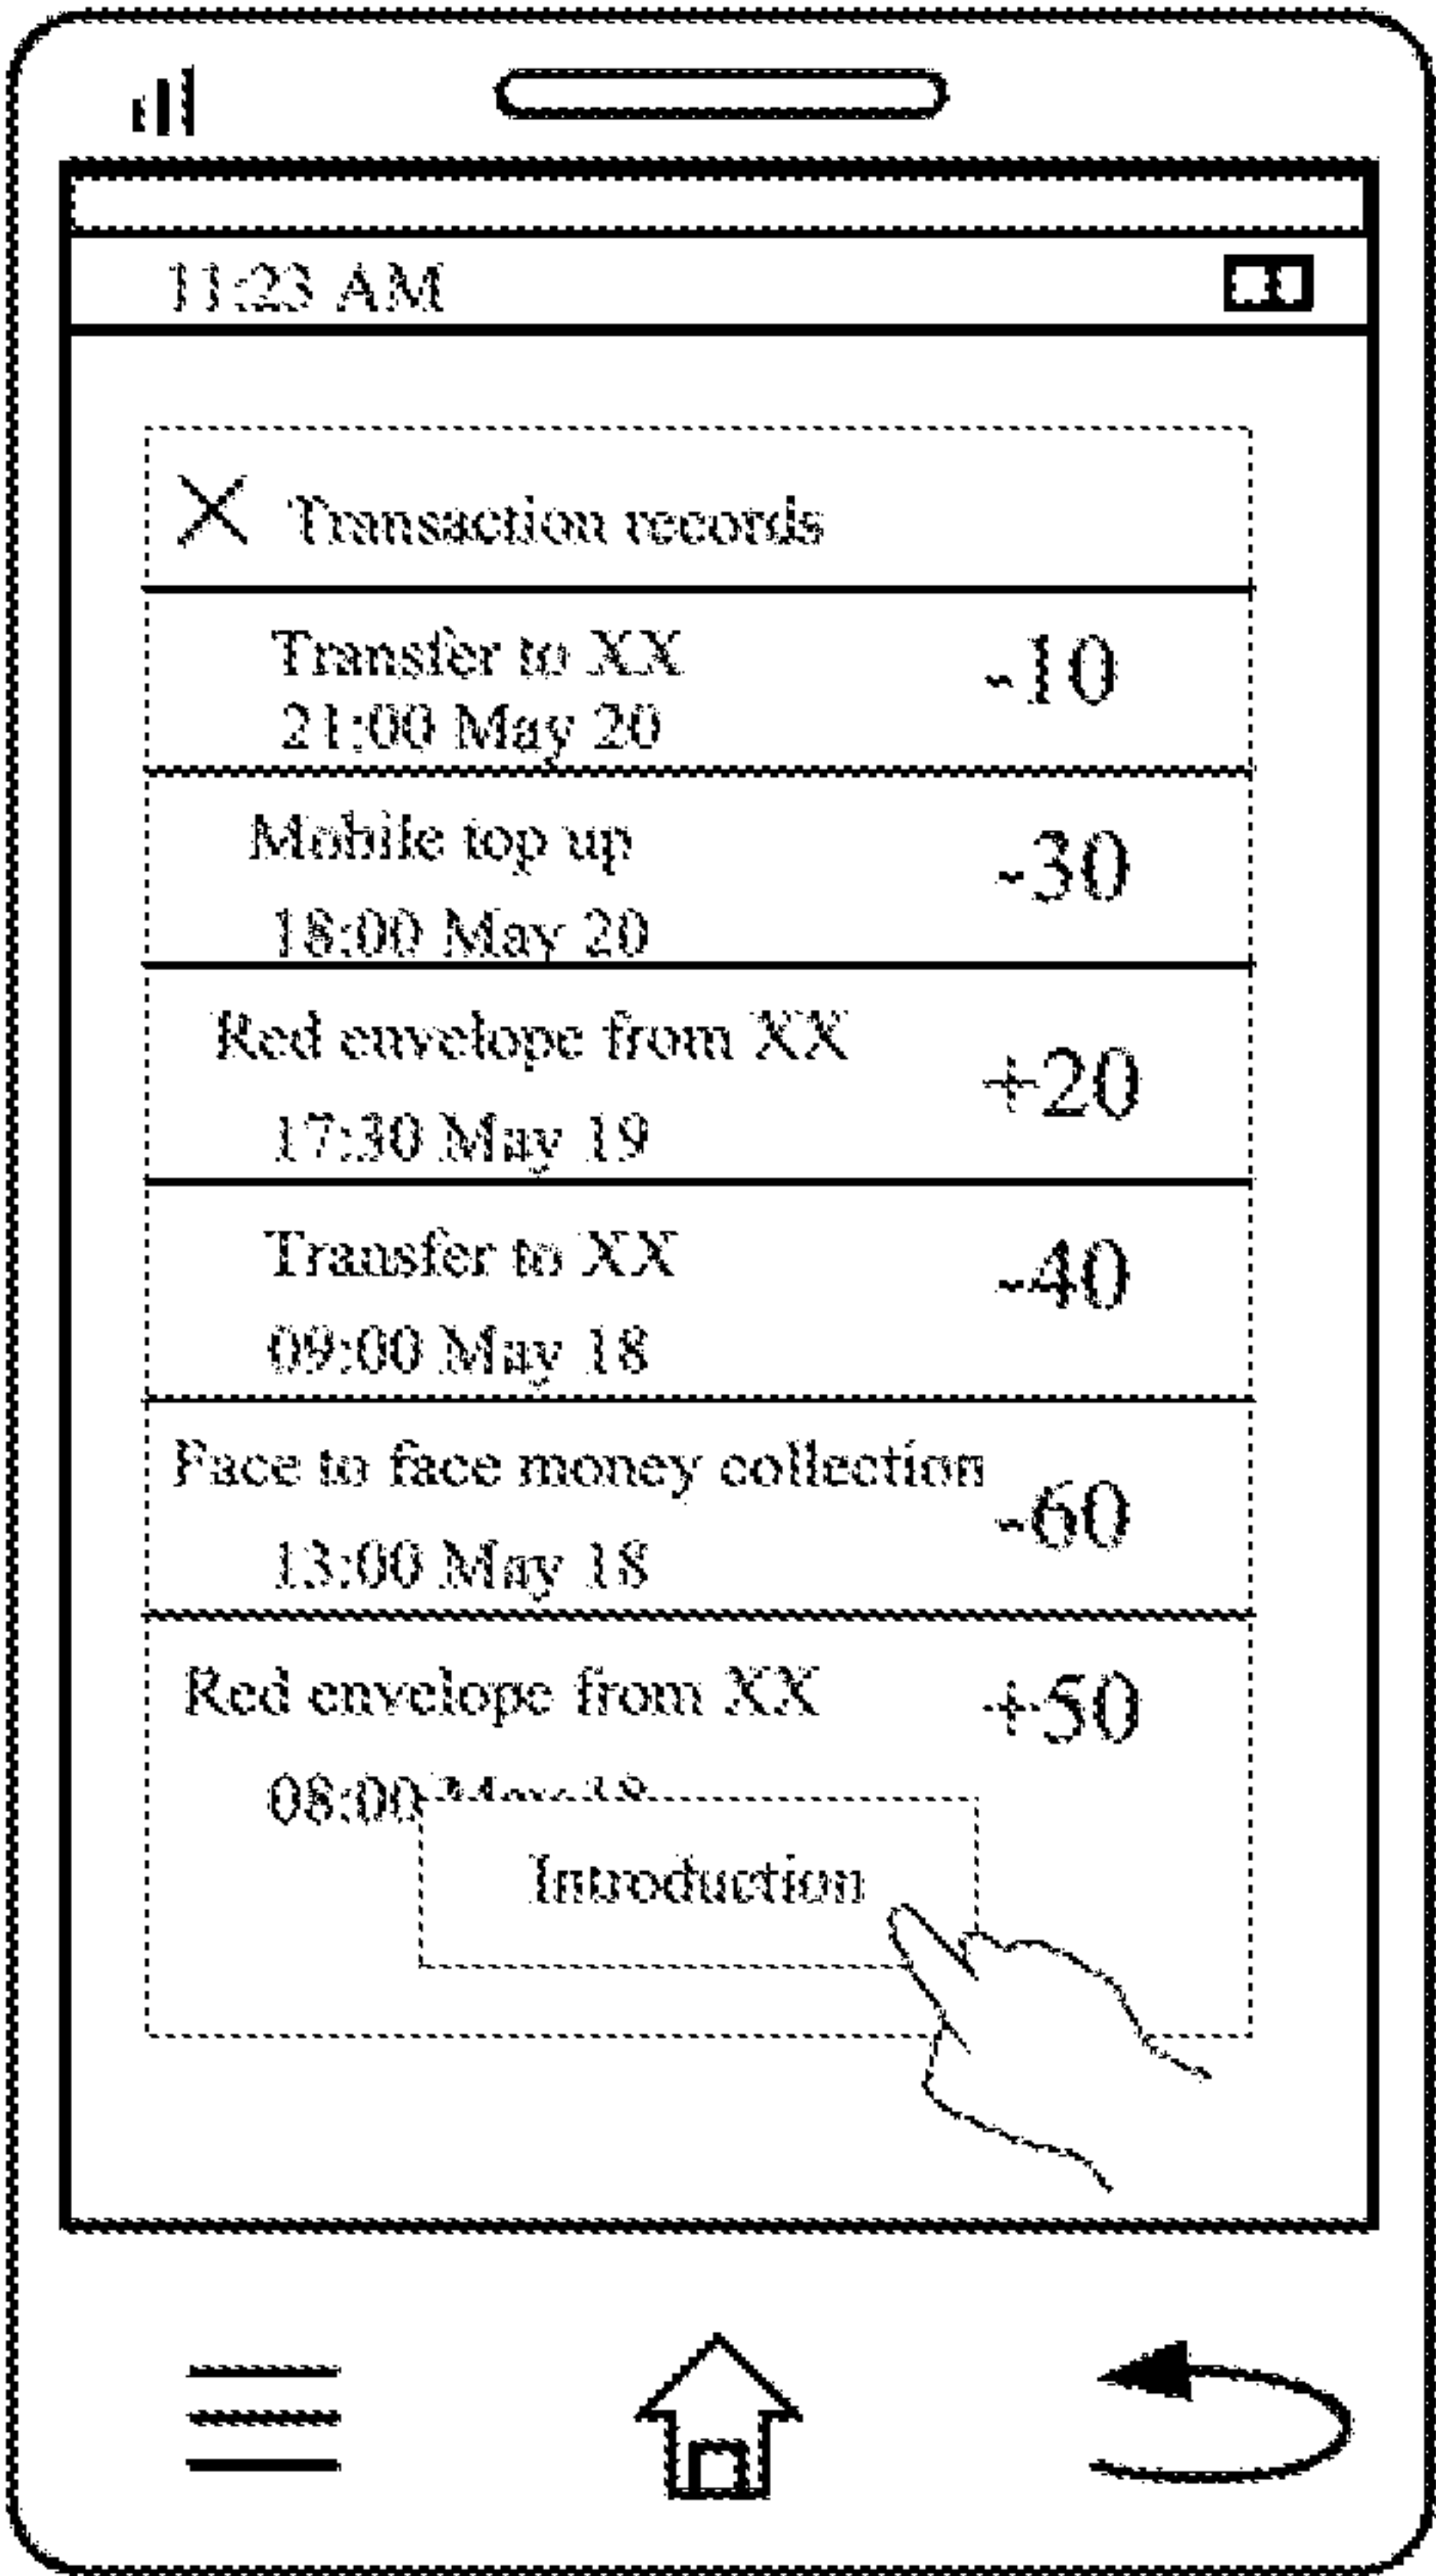 11:23 AM
Transaction records
Transfer to XX
-10
21:00 May 20
Mobile top up
-30
18:00 May 20
Red envelope from XX
+20
17:30 May 19
Transfer to XX
-40
09:00 May 18
Face to face money collection
-60
13:00 May 18
Red envelope from XX
+50
08:00 May
Introduction